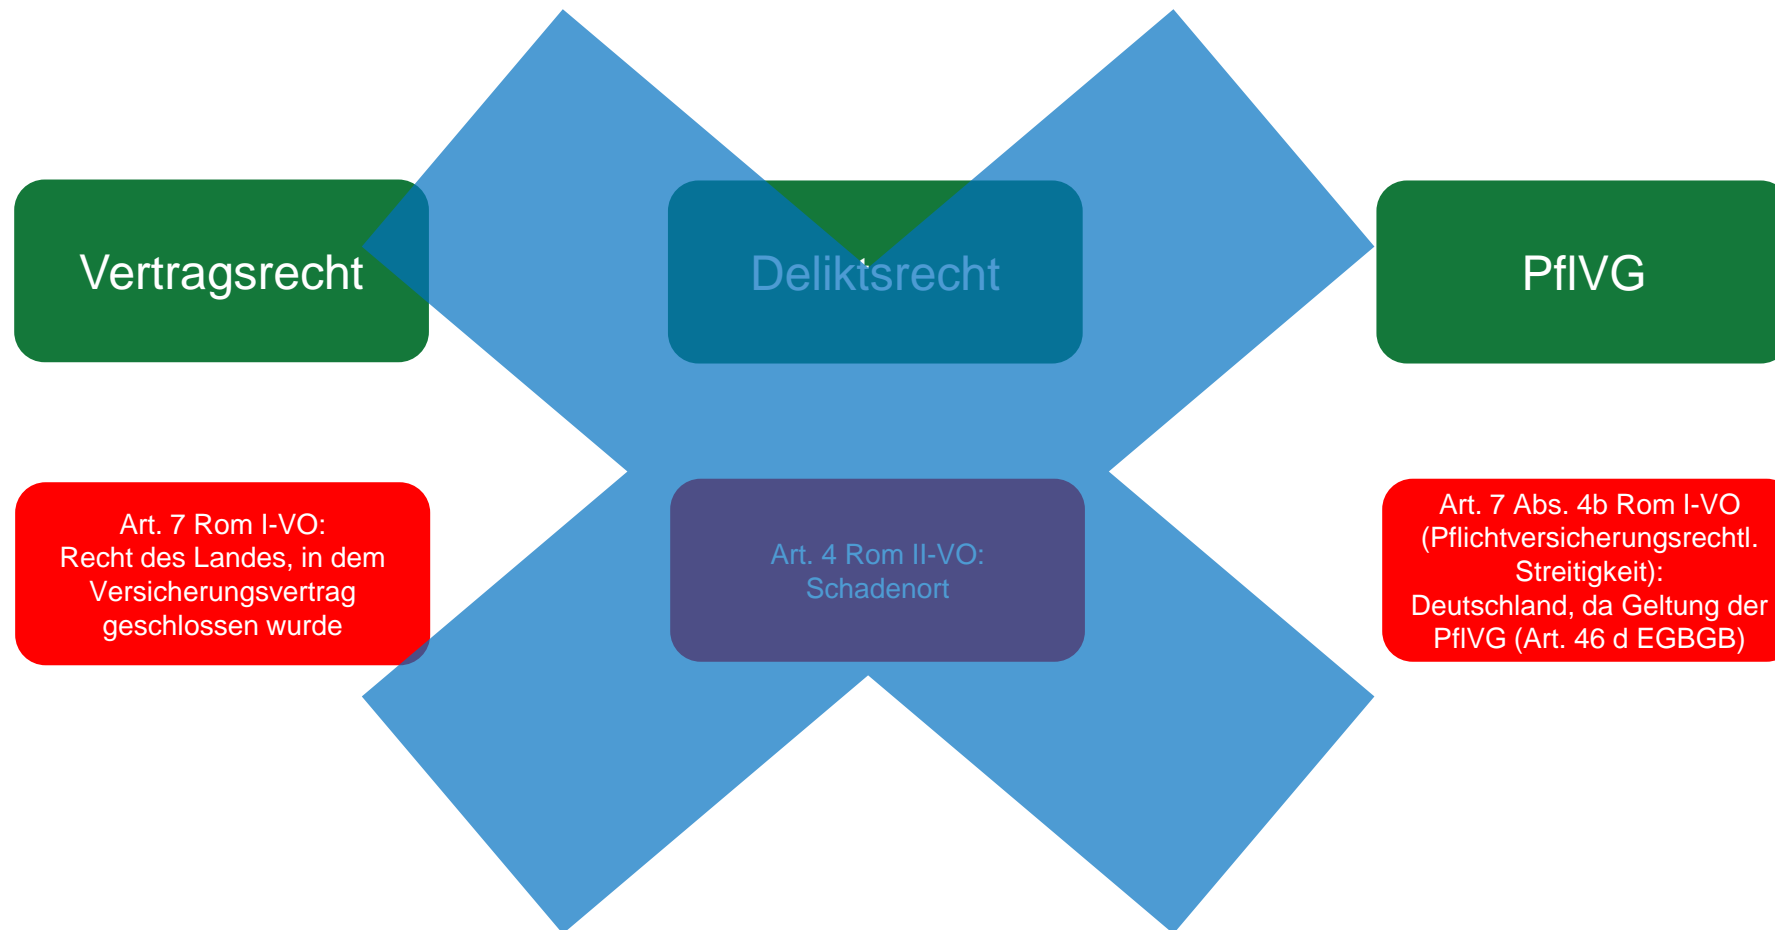 Vertragsrecht
Deliktsrecht
PflVG
Art. 7 Rom I-VO:
Recht des Landes, in dem
Versicherungsvertrag
geschlossen wurde
Art. 4 Rom II-VO:
Schadenort
Art. 7 Abs. 4b Rom I-VO
(Pflichtversicherungsrechtl.
Streitigkeit):
Deutschland, da Geltung der
PflVG (Art. 46 d EGBGB)